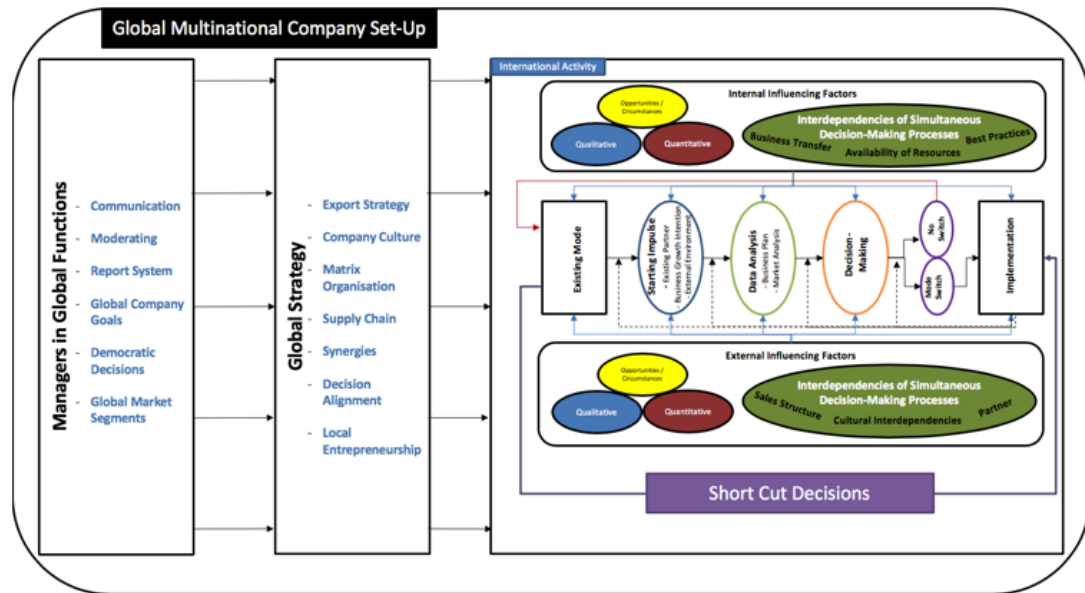 Global Multinational Company Set-Up
Managers in Global Functions
- Communication
- Moderating
- Report System
- Global Company
Goals
- Democratic
Decisions
- Global Market
Segments
Global Strategy
- Export Strategy
- Company Culture
- Matrix
Organisation
- Supply Chain
- Synergies
- Decision
Alignment
- Local
Entrepreneurship
International Activity
Internal Influencing Factors
Opportunities /
Circumstances
Qualitative
Quantitative
Interdependencies of Simultaneous
Decision-Making Processes
Business Transfer
Availability of Resources
Best Practices
Existing Mode
Starting Impulse
- Existing Partner
- Business Growth Intention
- External Environment
Data Analysis
- Business Plan
- Market Analysis
Decision-
Making
No
Switch
Mode
Switch
Implementation
External Influencing Factors
Opportunities /
Circumstances
Qualitative
Quantitative
Interdependencies of Simultaneous
Decision-Making Processes
Sales Structure
Cultural Interdependencies
Partner
Short Cut Decisions